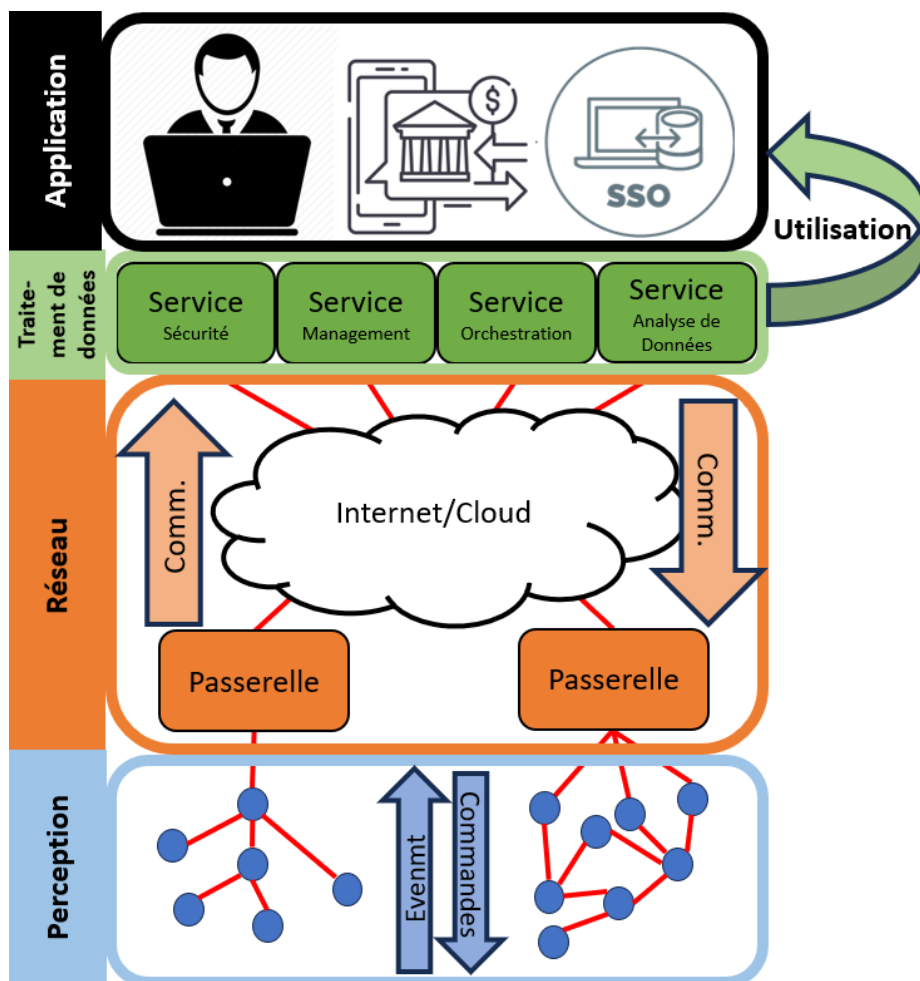 Application
$
SSO
Utilisation
Traite-
ment de
données
Service
Sécurité
Service
Management
Service
Orchestration
Service
Analyse de
Données
Réseau
Comm.
Internet/Cloud
Comm.
Passerelle
Passerelle
Perception
Evenmt
Commandes